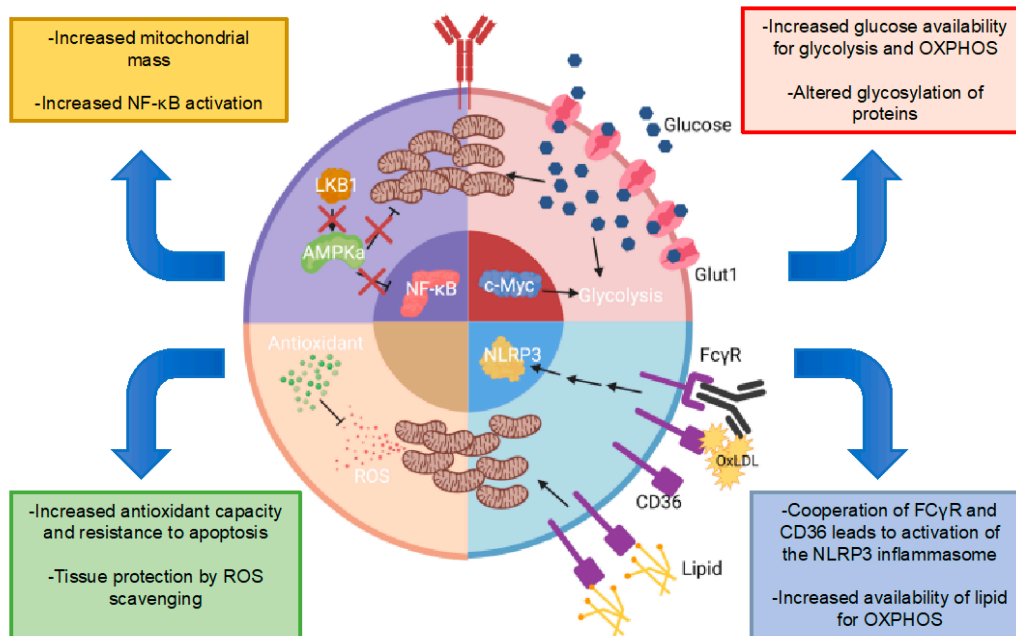 -Increased mitochondrial
mass
-Increased NF-κB activation
-Increased glucose availability
for glycolysis and OXPHOS
-Altered glycosylation of
proteins
Glucose
LKB1
AMPKa
Glut1
NF-κB
c-Myc
Glycolysis
Antioxidant
NLRP3
FcγR
OxLDL
ROS
CD36
Lipid
-Increased antioxidant capacity
and resistance to apoptosis
-Tissue protection by ROS
scavenging
-Cooperation of FCγR and
CD36 leads to activation of
the NLRP3 inflammasome
-Increased availability of lipid
for OXPHOS